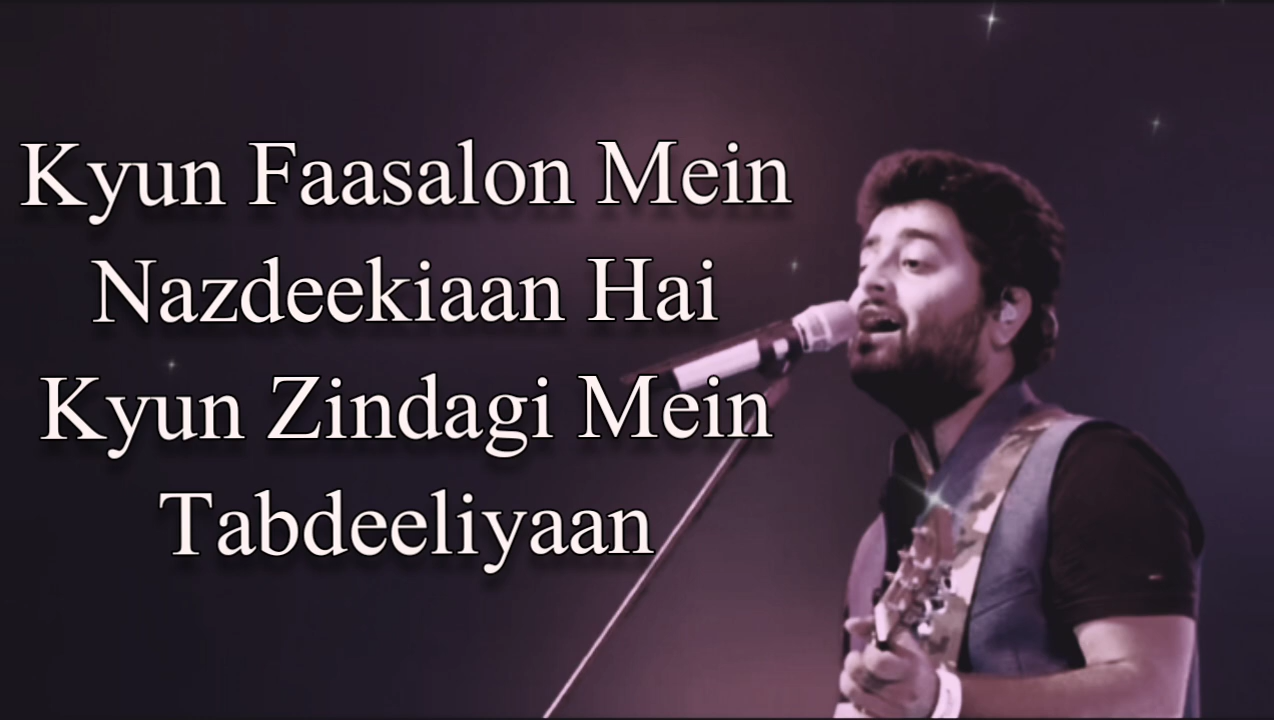 Kyun Faasalon Mein
Nazdeekiaan Hai
Kyun Zindagi Mein
Tabdeeliyaan